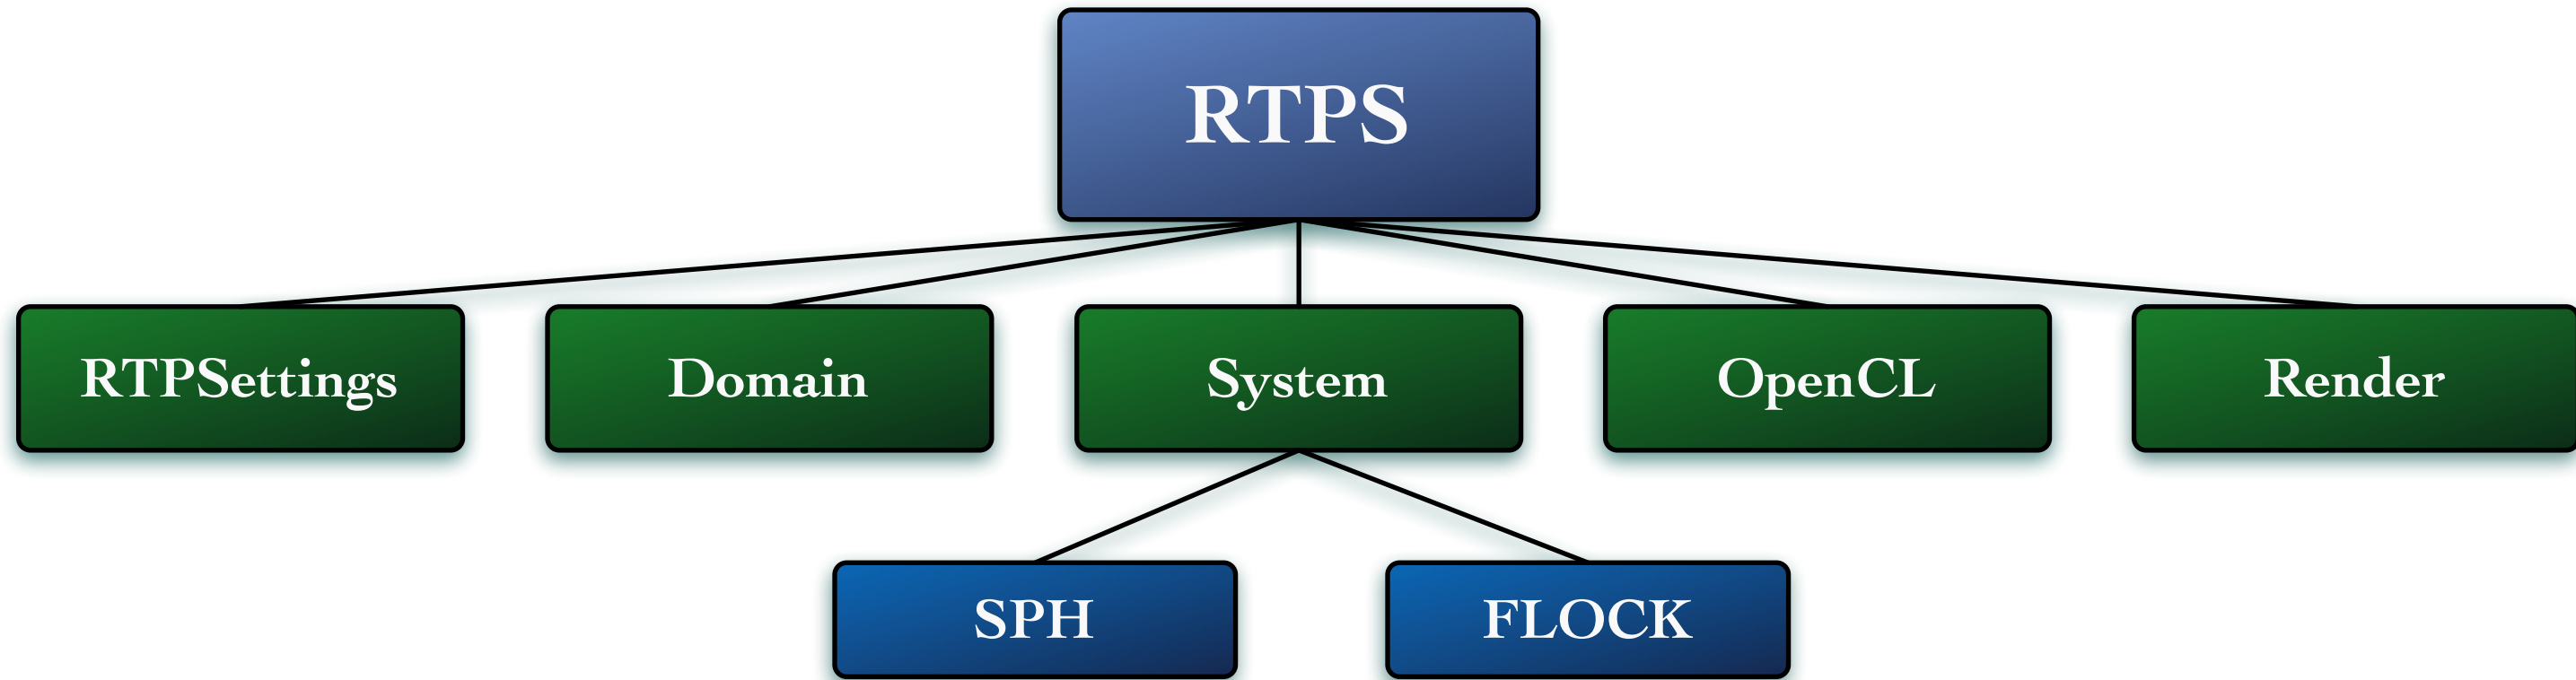 RTPS
RTPSettings
Domain
System
OpenCL
Render
SPH
FLOCK